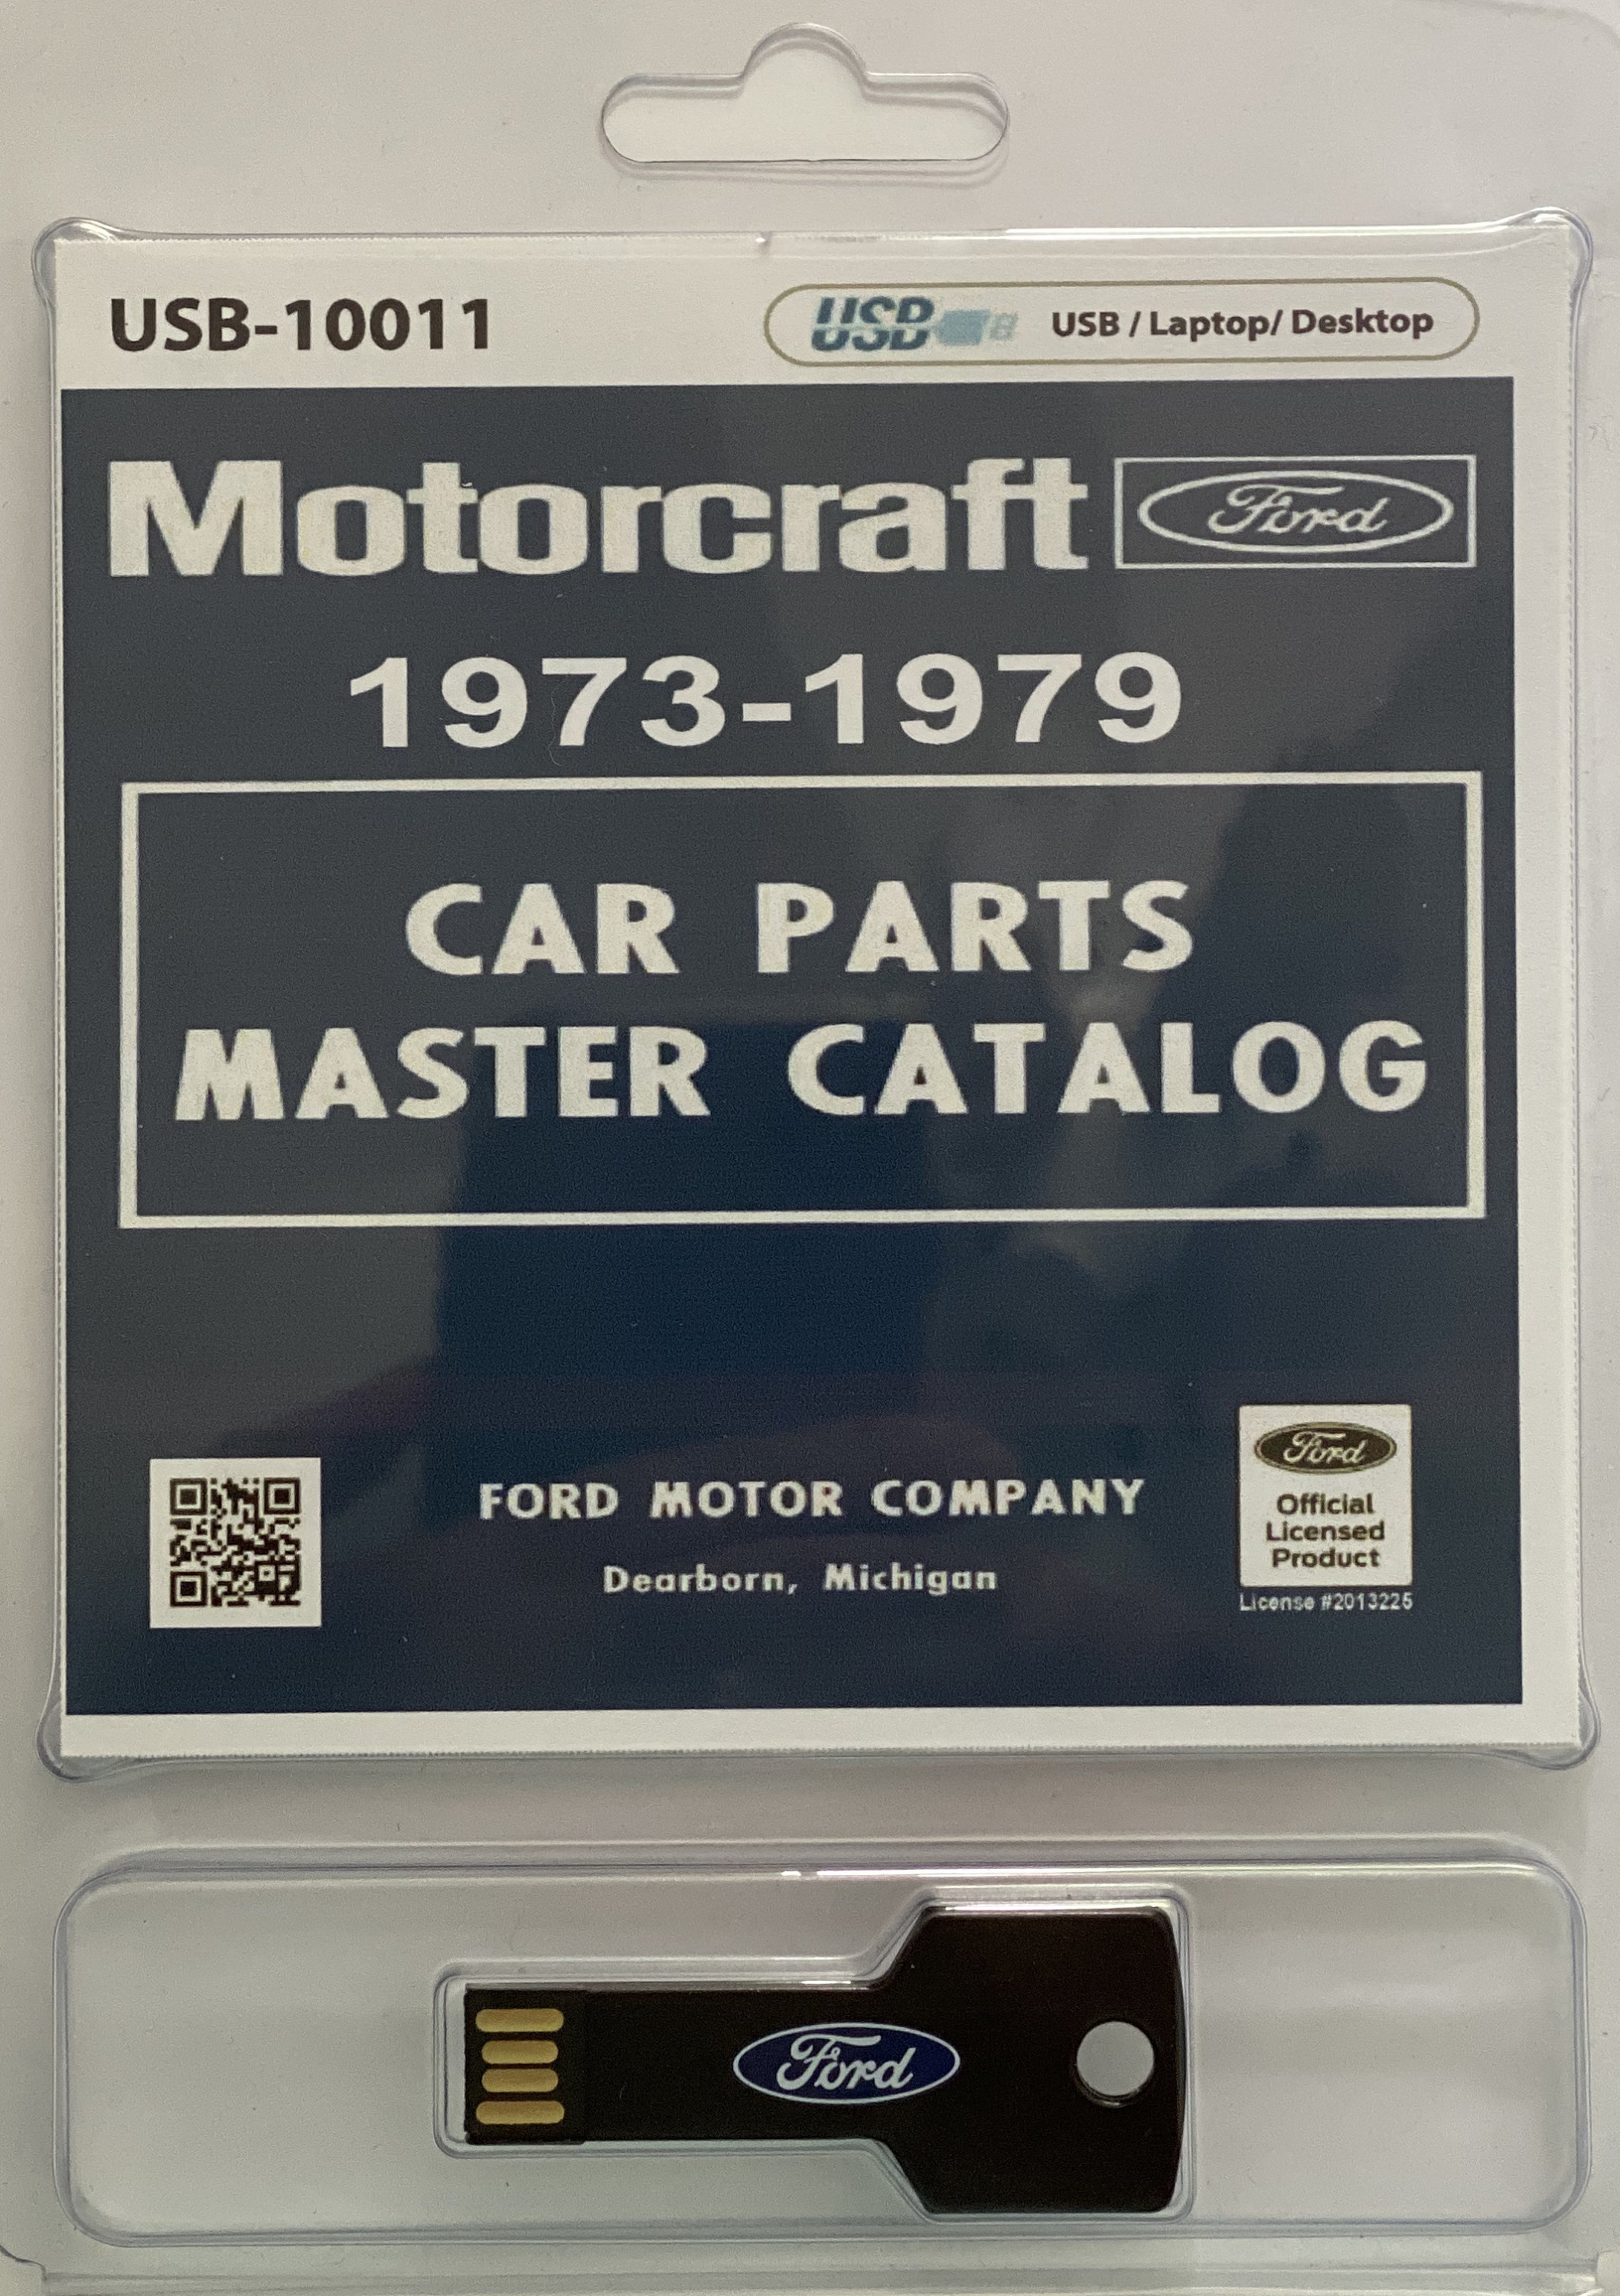 USB-10011
USB USB / Laptop/ Desktop
Motorcraft Ford
1973-1979
CAR PARTS
MASTER CATALOG
FORD MOTOR COMPANY
Dearborn, Michigan
Ford
Official
Licensed
Product
License #2013225
Ford